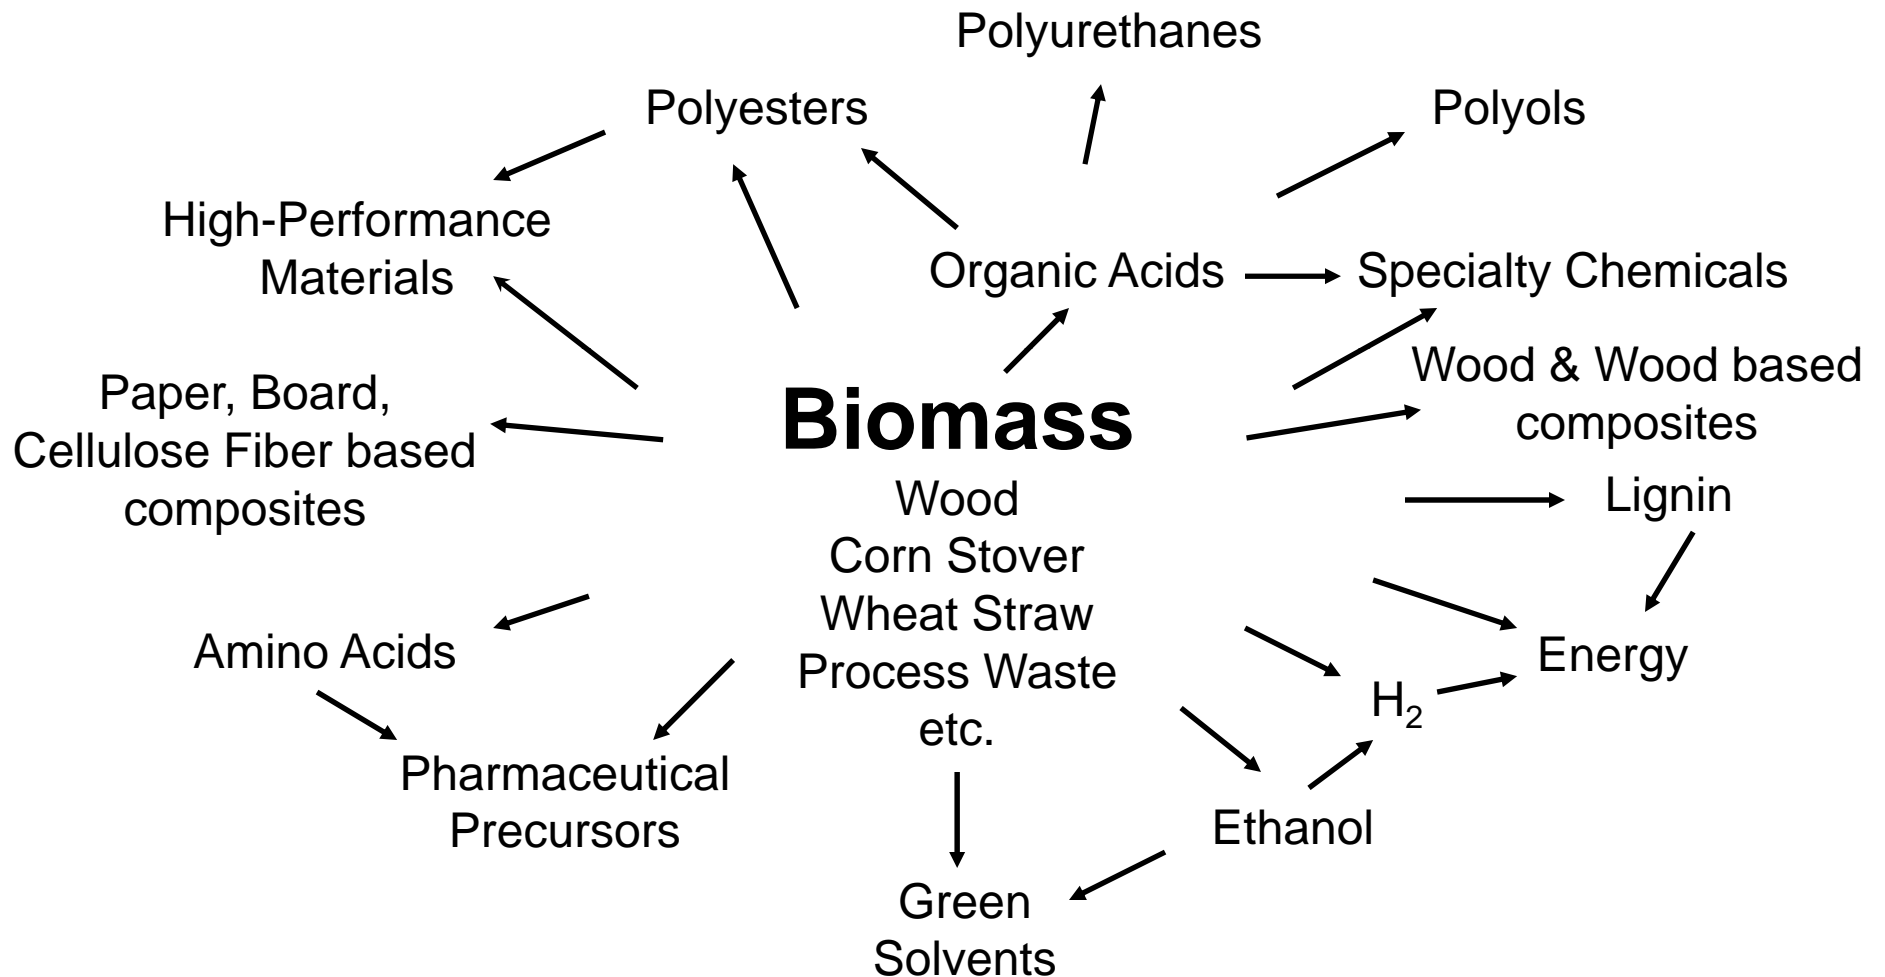 Polyurethanes
Polyesters
Polyols
High-Performance
Materials
Organic Acids
Specialty Chemicals
Paper, Board,
Cellulose Fiber based
composites
Biomass
Wood
Corn Stover
Wheat Straw
Process Waste
etc.
Wood & Wood based
composites
Lignin
Amino Acids
Energy
H₂
Pharmaceutical
Precursors
Ethanol
Green
Solvents